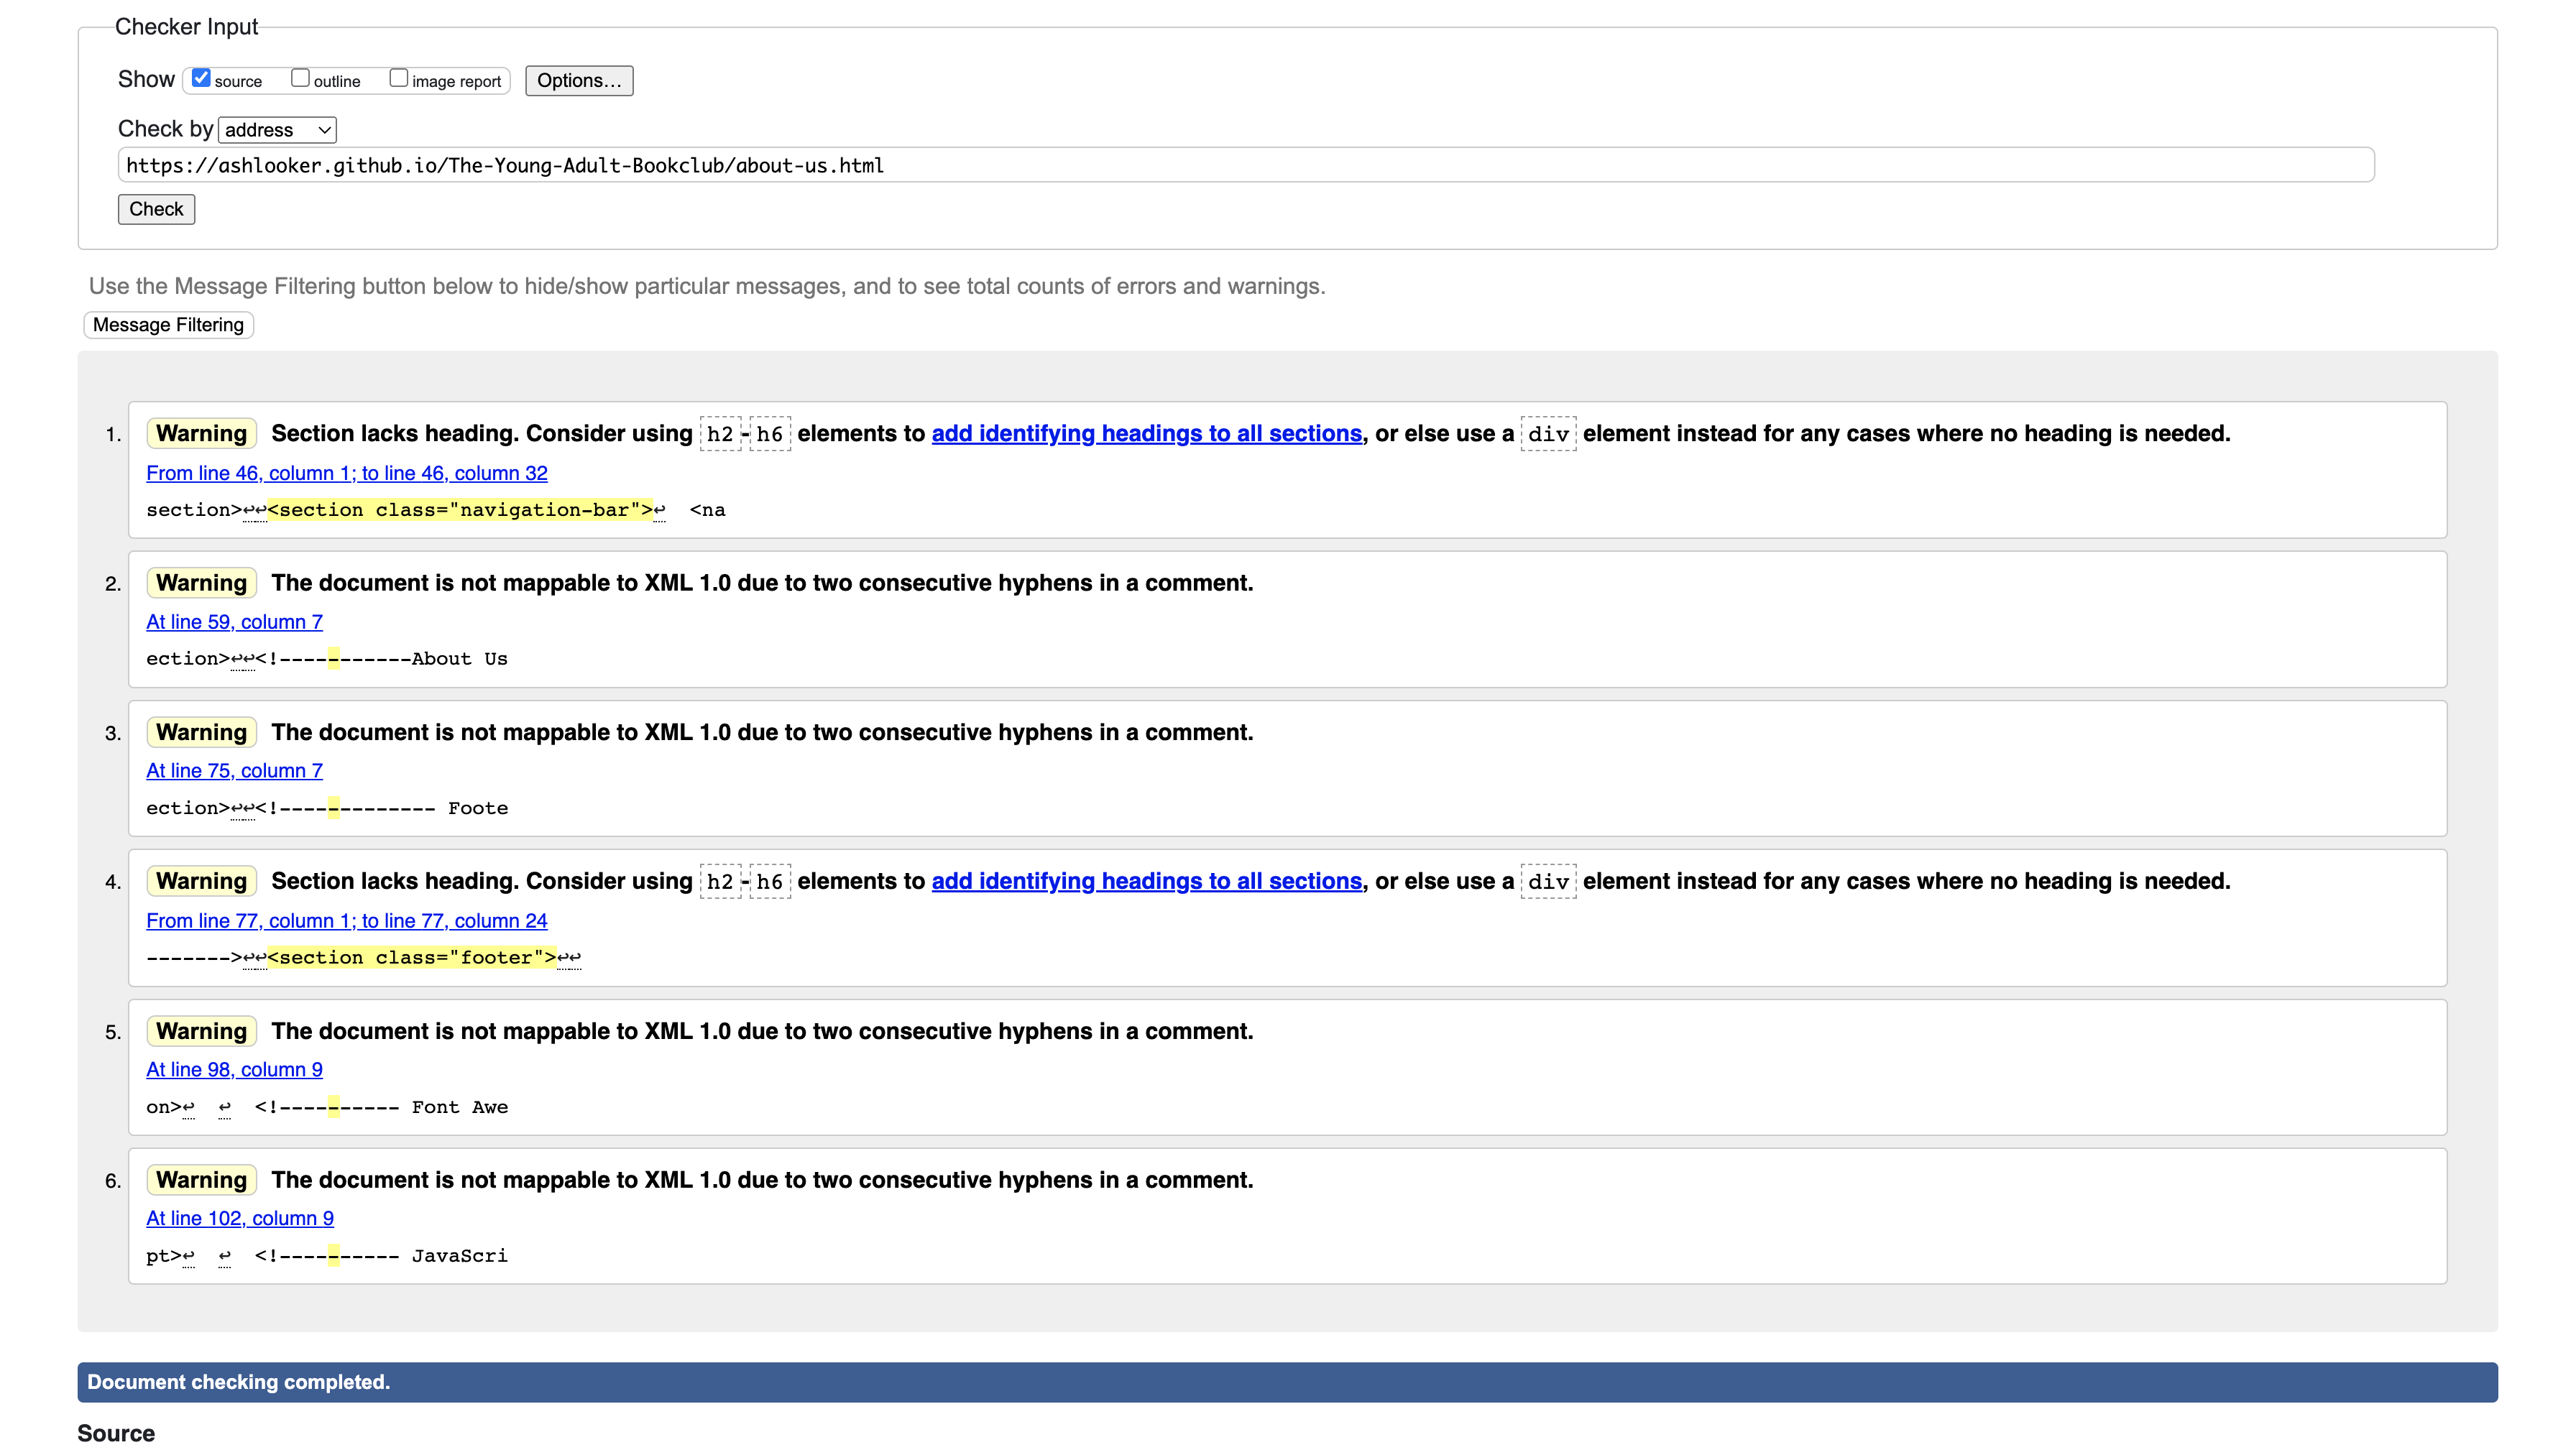 Checker Input
Show source outline image report Options...
Check by address
https://ashlooker.github.io/The-Young-Adult-Bookclub/about-us.html
Check
Use the Message Filtering button below to hide/show particular messages, and to see total counts of errors and warnings.
Message Filtering
1. Warning Section lacks heading. Consider using h2-h6 elements to add identifying headings to all sections, or else use a div element instead for any cases where no heading is needed.
From line 46, column 1; to line 46, column 32
section>↩↩<section class="navigation-bar">↩ <na
2. Warning The document is not mappable to XML 1.0 due to two consecutive hyphens in a comment.
At line 59, column 7
ection>↩↩<!-----------About Us
3. Warning The document is not mappable to XML 1.0 due to two consecutive hyphens in a comment.
At line 75, column 7
ection>↩↩<!------------- Foote
4. Warning Section lacks heading. Consider using h2-h6 elements to add identifying headings to all sections, or else use a div element instead for any cases where no heading is needed.
From line 77, column 1; to line 77, column 24
------->↩↩<section class="footer">↩↩
5. Warning The document is not mappable to XML 1.0 due to two consecutive hyphens in a comment.
At line 98, column 9
on>↩  ↩  <!---------- Font Awe
6. Warning The document is not mappable to XML 1.0 due to two consecutive hyphens in a comment.
At line 102, column 9
pt>↩  ↩  <!---------- JavaScri
Document checking completed.
Source